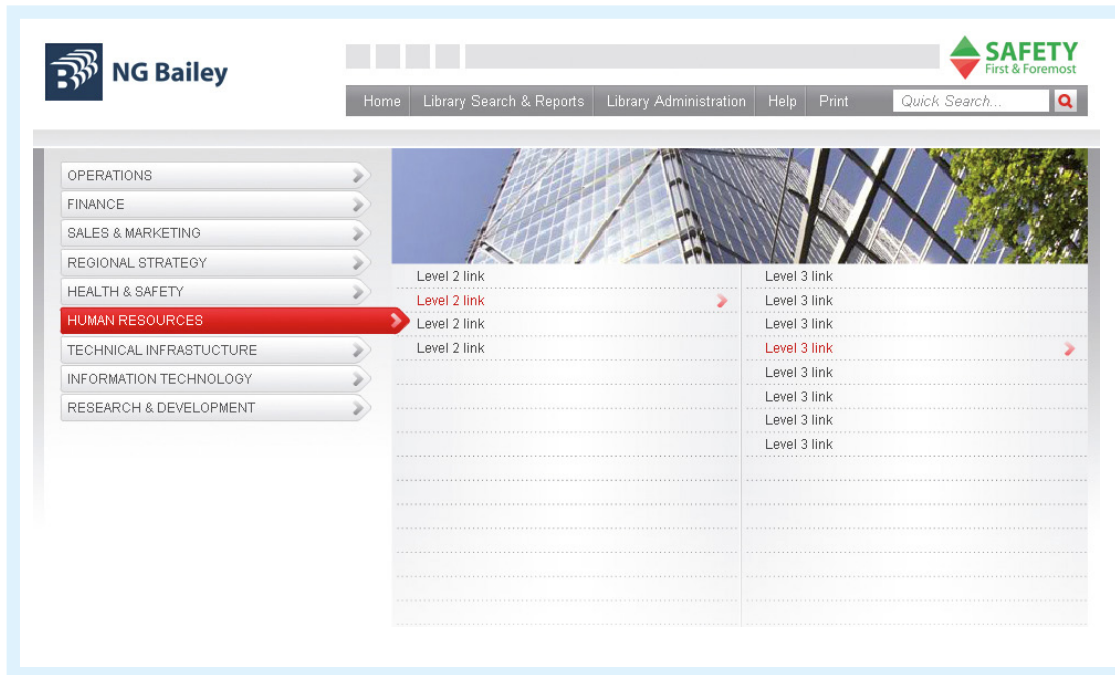 NG Bailey
SAFETY
First & Foremost
Home Library Search & Reports Library Administration Help Print Quick Search...
OPERATIONS
FINANCE
SALES & MARKETING
REGIONAL STRATEGY
HEALTH & SAFETY
HUMAN RESOURCES
TECHNICAL INFRASTUCTURE
INFORMATION TECHNOLOGY
RESEARCH & DEVELOPMENT
Level 2 link
Level 2 link
Level 2 link
Level 2 link
Level 3 link
Level 3 link
Level 3 link
Level 3 link
Level 3 link
Level 3 link
Level 3 link
Level 3 link